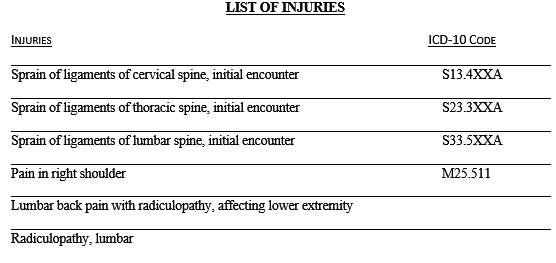 LIST OF INJURIES
INJURIES ICD-10 CODE
Sprain of ligaments of cervical spine, initial encounter S13.4XXA
Sprain of ligaments of thoracic spine, initial encounter S23.3XXA
Sprain of ligaments of lumbar spine, initial encounter S33.5XXA
Pain in right shoulder M25.511
Lumbar back pain with radiculopathy, affecting lower extremity
Radiculopathy, lumbar